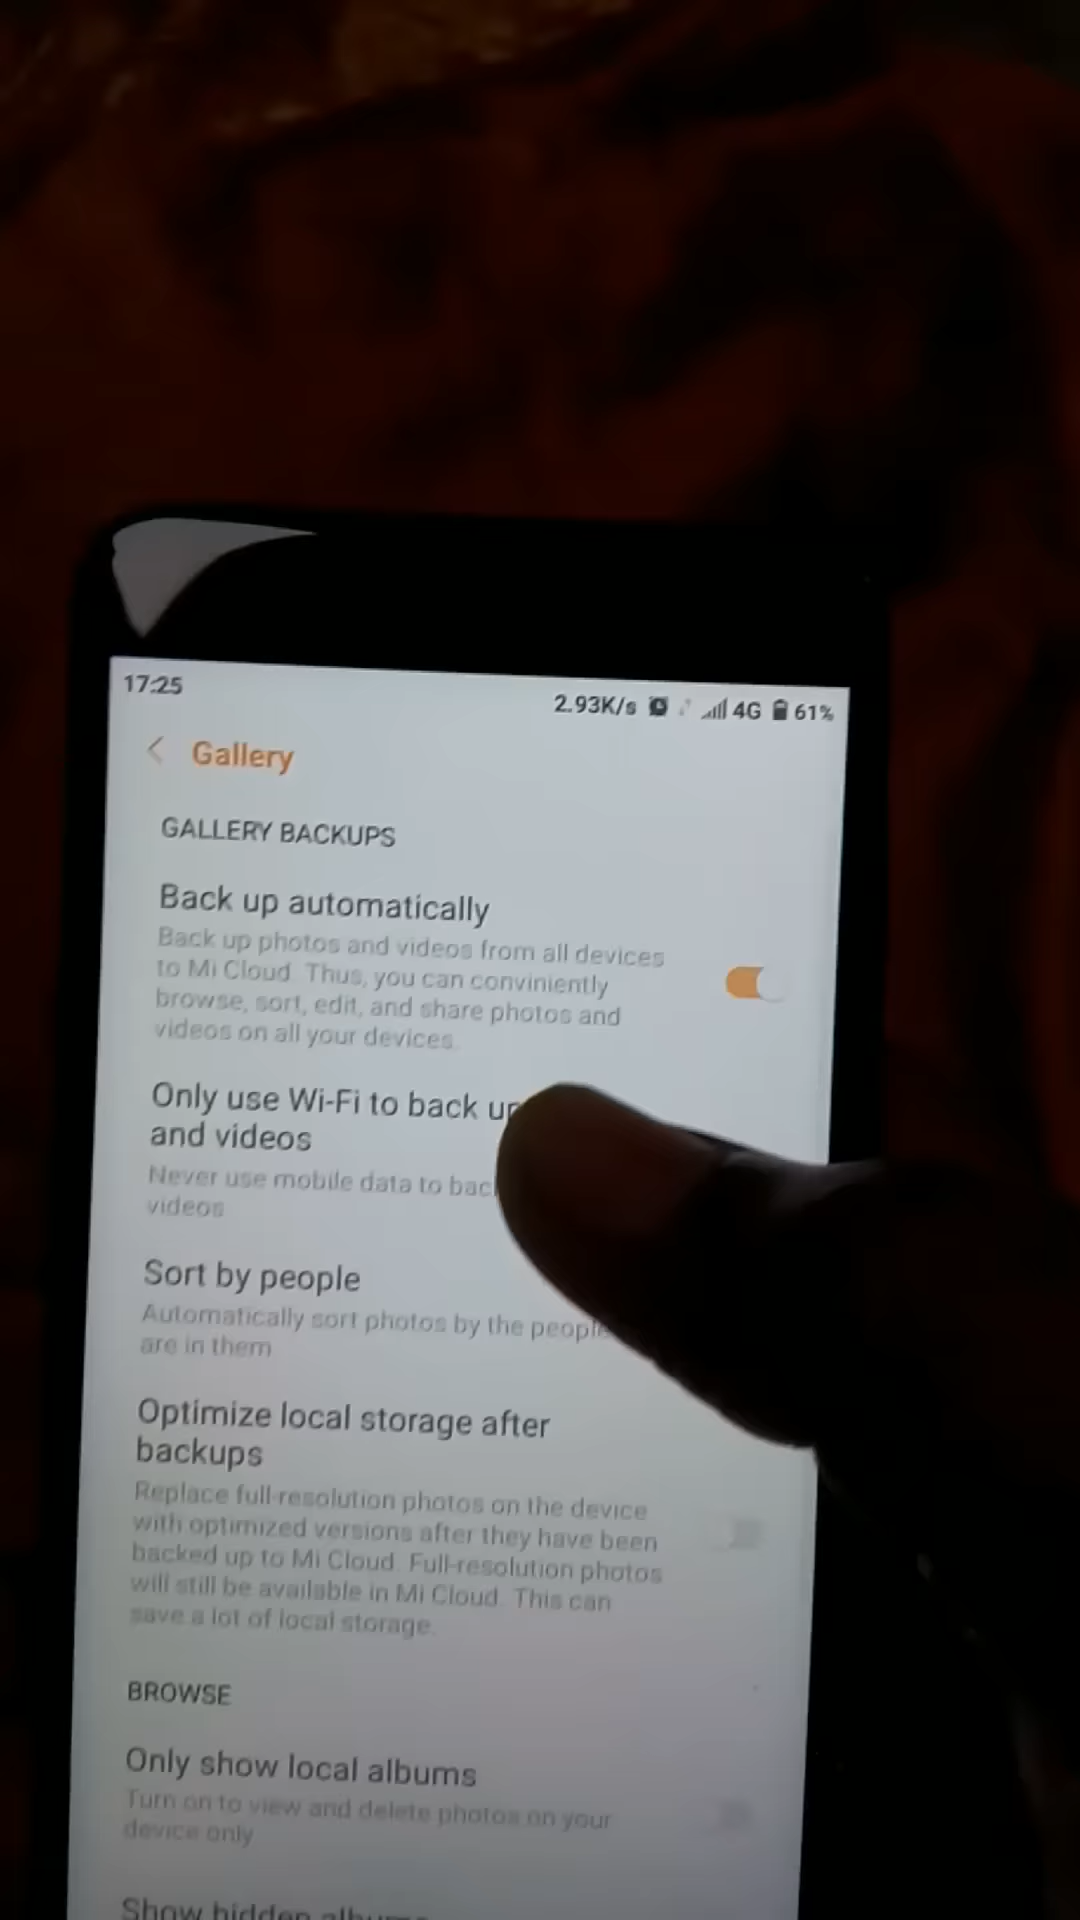 17:25
2.93K/s 4G 61%
Gallery
GALLERY BACKUPS
Back up automatically
Back up photos and videos from all devices
to Mi Cloud. Thus, you can conviniently
browse, sort, edit, and share photos and
videos on all your devices.
Only use Wi-Fi to back up
and videos
Never use mobile data to back
videos
Sort by people
Automatically sort photos by the people
are in them
Optimize local storage after
backups
Replace full-resolution photos on the device
with optimized versions after they have been
backed up to Mi Cloud. Full-resolution photos
will still be available in Mi Cloud. This can
save a lot of local storage.
BROWSE
Only show local albums
Turn on to view and delete photos on your
device only
Show hidden albums